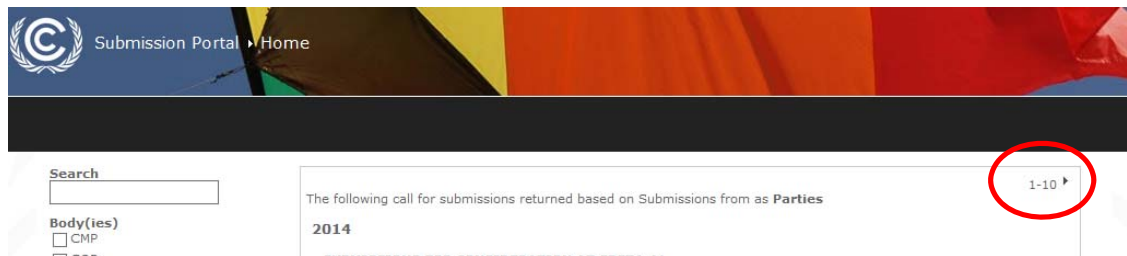 Submission Portal ▸ Home
Search
1-10
The following call for submissions returned based on Submissions from as Parties
Body(ies)
2014
CMP